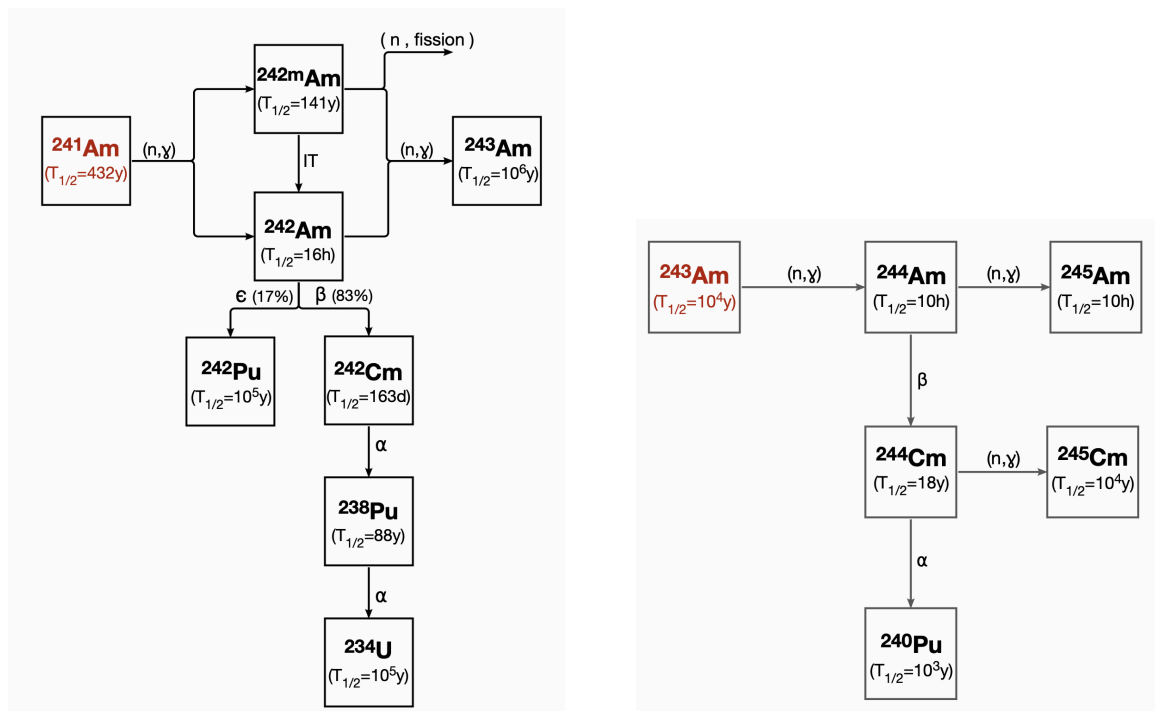 ( n , fission )
²⁴²ᵐAm
(T₁/₂=141y)
²⁴¹Am
(T₁/₂=432y)
(n,ɣ)
IT
(n,ɣ)
²⁴³Am
(T₁/₂=10⁶y)
²⁴²Am
(T₁/₂=16h)
ϵ (17%)
β (83%)
²⁴²Pu
(T₁/₂=10⁵y)
²⁴²Cm
(T₁/₂=163d)
α
²³⁸Pu
(T₁/₂=88y)
α
²³⁴U
(T₁/₂=10⁵y)
²⁴³Am
(T₁/₂=10⁴y)
(n,ɣ)
²⁴⁴Am
(T₁/₂=10h)
(n,ɣ)
²⁴⁵Am
(T₁/₂=10h)
β
²⁴⁴Cm
(T₁/₂=18y)
(n,ɣ)
²⁴⁵Cm
(T₁/₂=10⁴y)
α
²⁴⁰Pu
(T₁/₂=10³y)